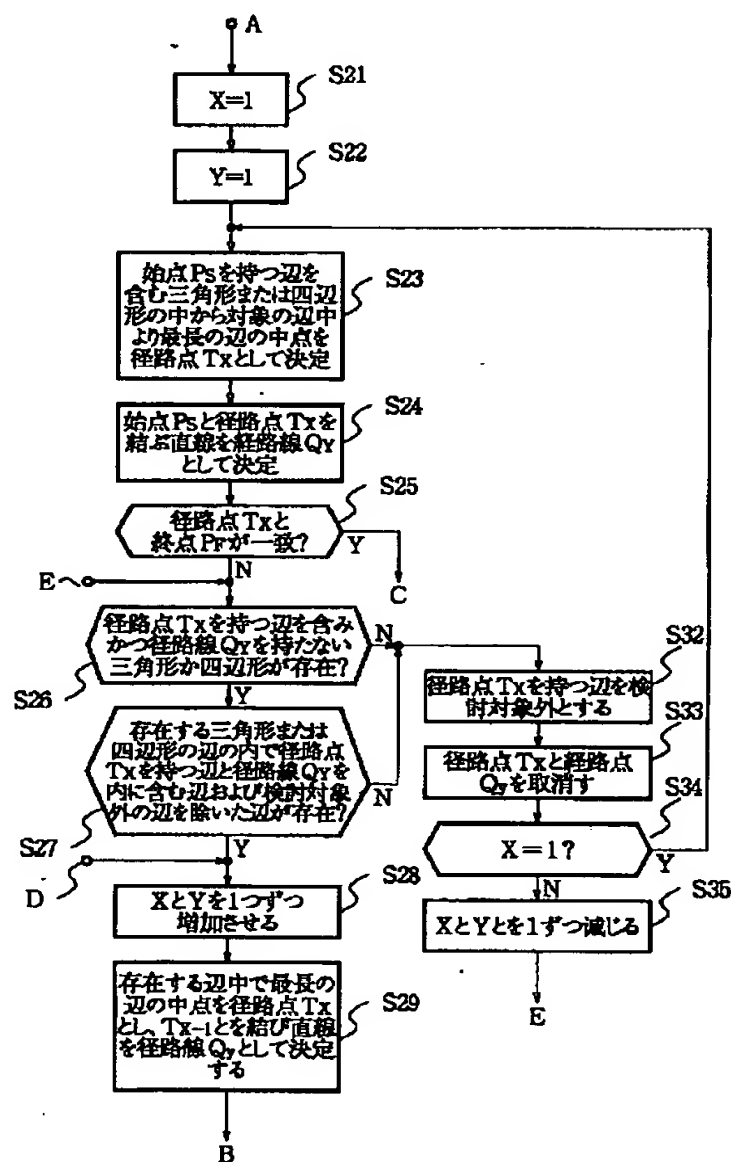 A
S21
X=1
S22
Y=1
S23
始点PSを持つ辺を
含む三角形または四辺
形の中から対象の辺中
より最長の辺の中点を
経路点TXとして決定
S24
始点PSと経路点TXを
結ぶ直線を経路線QY
として決定
S25
経路点TXと
終点PFが一致?
Y
N
C
E
経路点TXを持つ辺を含み
かつ経路線QYを持たない
三角形か四辺形が存在?
N
S26
Y
存在する三角形または
四辺形の辺の内で経路点
TXを持つ辺と経路線QYを
内に含む辺および検討対象
外の辺を除いた辺が存在?
N
S27
Y
D
S28
XとYを1つずつ
増加させる
S29
存在する辺中で最長の
辺の中点を経路点TX
とし、TX-1とを結び直線
を経路線Qyとして決定
する
B
S32
経路点TXを持つ辺を検
討対象外とする
S33
経路点TXと経路点
Qyを取消す
S34
X=1?
Y
N
S35
XとYとを1ずつ減じる
E